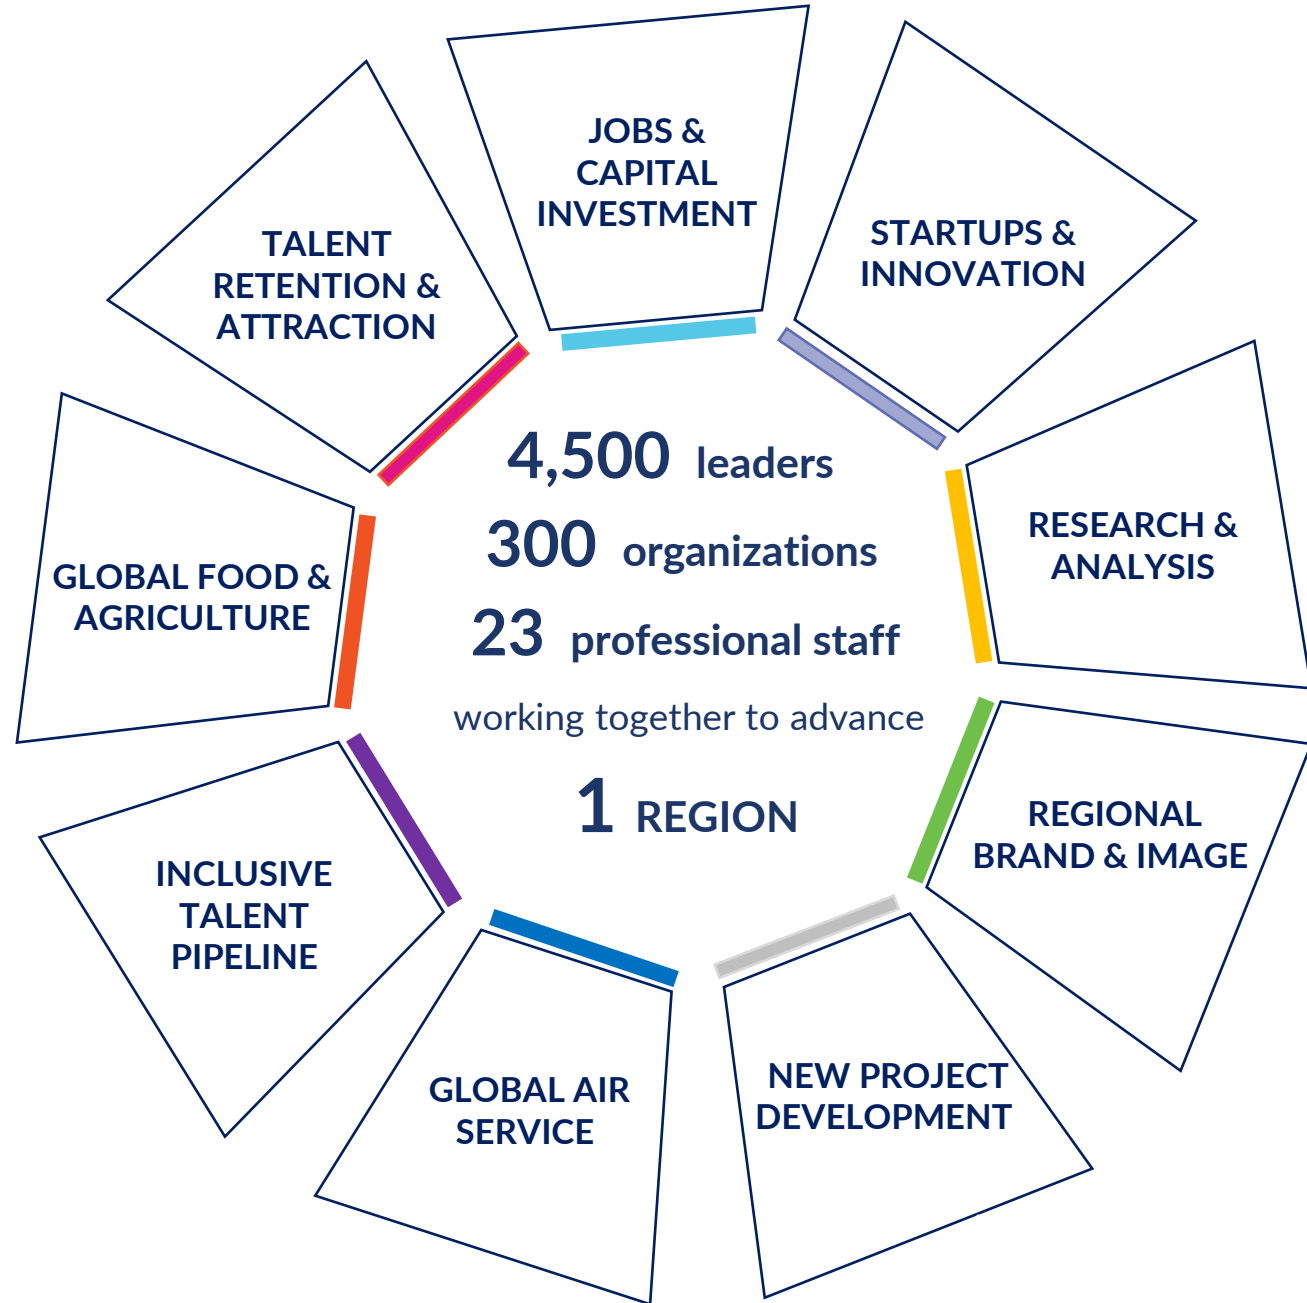 JOBS &
CAPITAL
INVESTMENT
STARTUPS &
INNOVATION
TALENT
RETENTION &
ATTRACTION
4,500 leaders
300 organizations
23 professional staff
working together to advance
1 REGION
RESEARCH &
ANALYSIS
GLOBAL FOOD &
AGRICULTURE
REGIONAL
BRAND & IMAGE
INCLUSIVE
TALENT
PIPELINE
NEW PROJECT
DEVELOPMENT
GLOBAL AIR
SERVICE